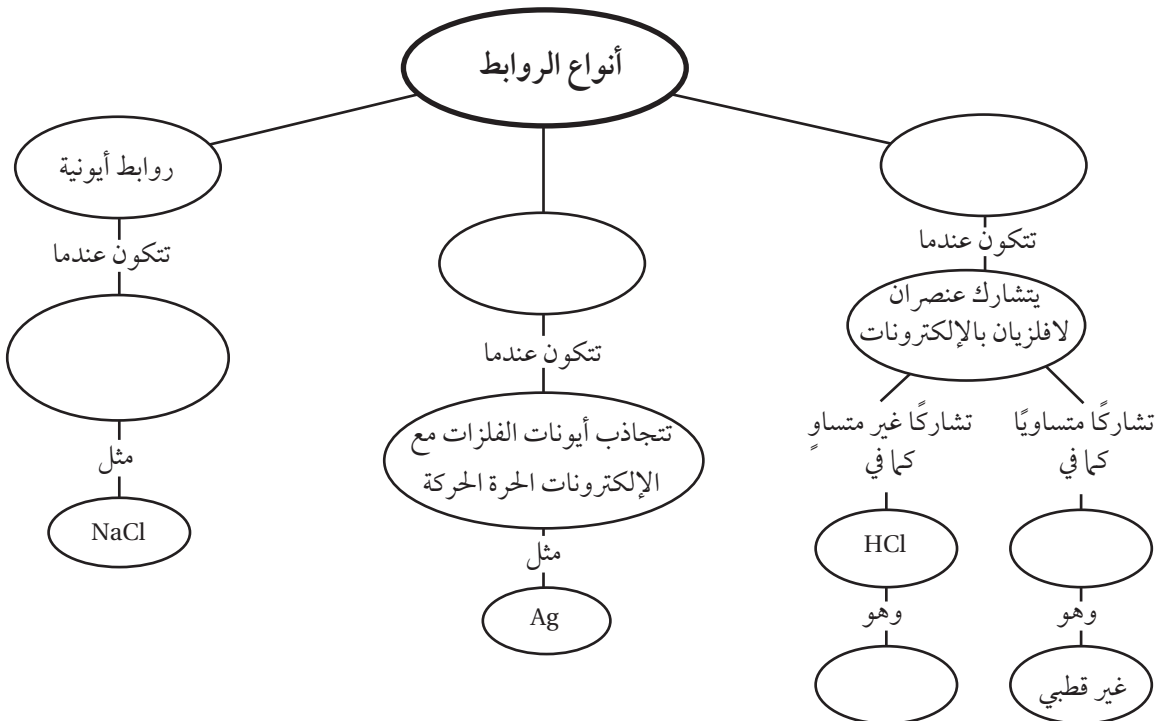 أنواع الروابط
تتكون عندما
يتشارك عنصران
لافلزيان بالإلكترونات
تشاركًا متساويًا
كما في
وهو
غير قطبي
تشاركًا غير متساوٍ
كما في
HCl
وهو
تتكون عندما
تتجاذب أيونات الفلزات مع
الإلكترونات الحرة الحركة
مثل
Ag
روابط أيونية
تتكون عندما
مثل
NaCl